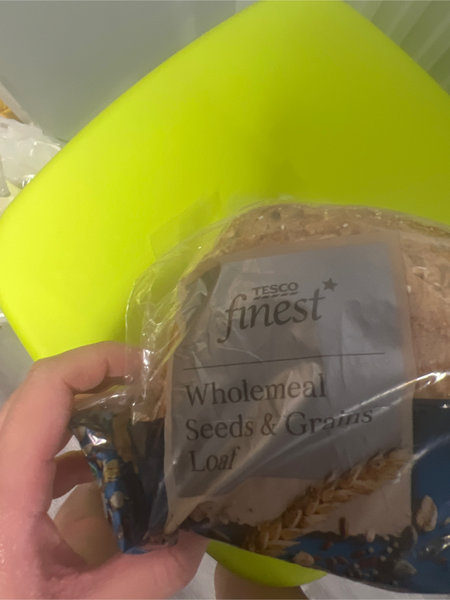 TESCO
finest
Wholemeal
Seeds & Grains
Loaf